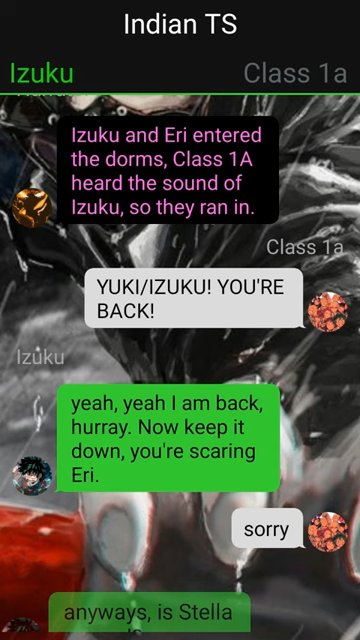 Indian TS
Izuku
Class 1a
Izuku and Eri entered
the dorms, Class 1A
heard the sound of
Izuku, so they ran in.
Class 1a
YUKI/IZUKU! YOU'RE
BACK!
Izuku
yeah, yeah I am back,
hurray. Now keep it
down, you're scaring
Eri.
sorry
anyways, is Stella